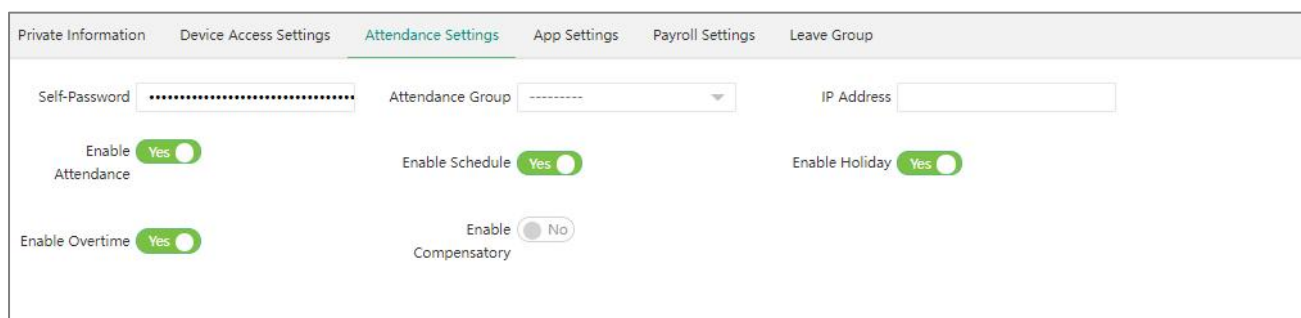 Private Information Device Access Settings Attendance Settings App Settings Payroll Settings Leave Group
Self-Password •••••••••••••••••••••••••••••••••• Attendance Group --------- IP Address
Enable Attendance Yes Enable Schedule Yes Enable Holiday Yes
Enable Overtime Yes Enable Compensatory No